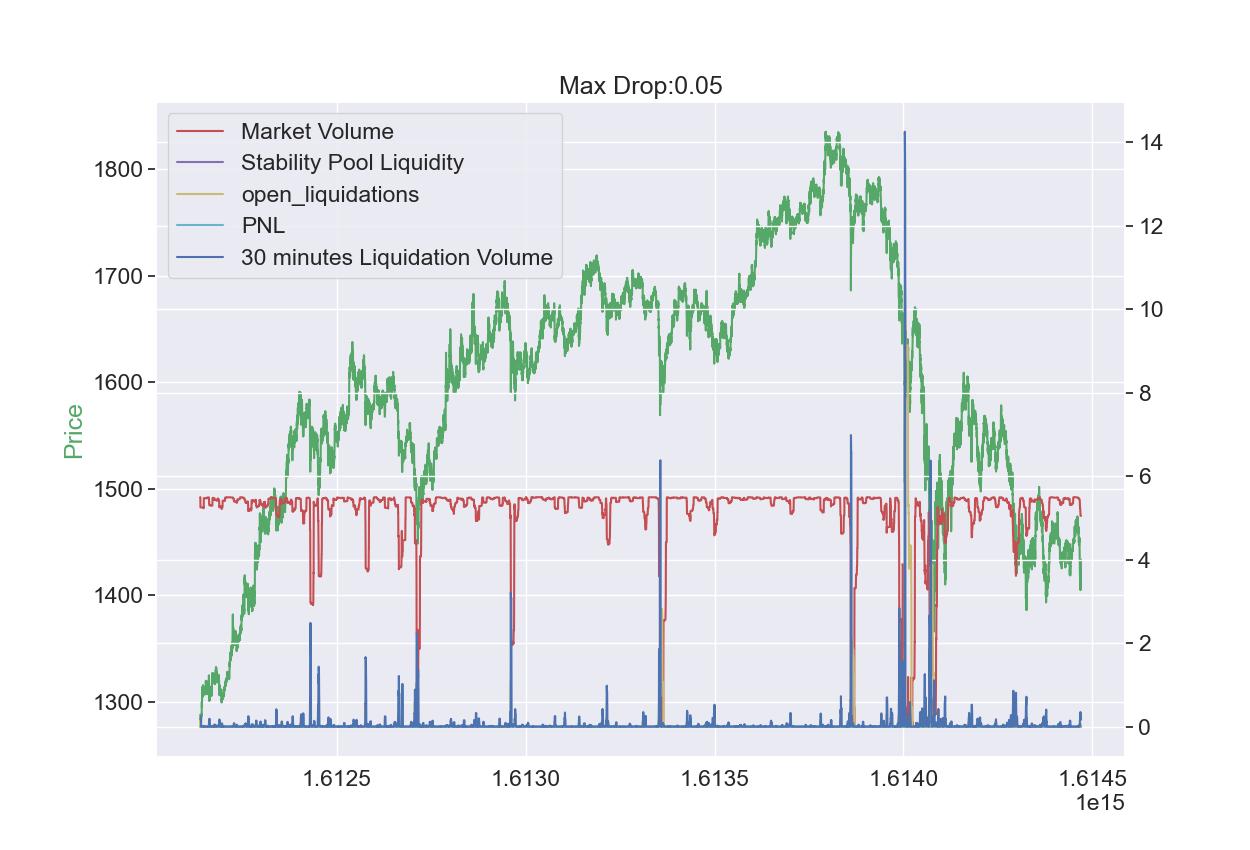 Max Drop:0.05
Market Volume
Stability Pool Liquidity
open_liquidations
PNL
30 minutes Liquidation Volume
Price
1800
1700
1600
1500
1400
1300
14
12
10
8
6
4
2
0
1.6125 1.6130 1.6135 1.6140 1.6145
1e15